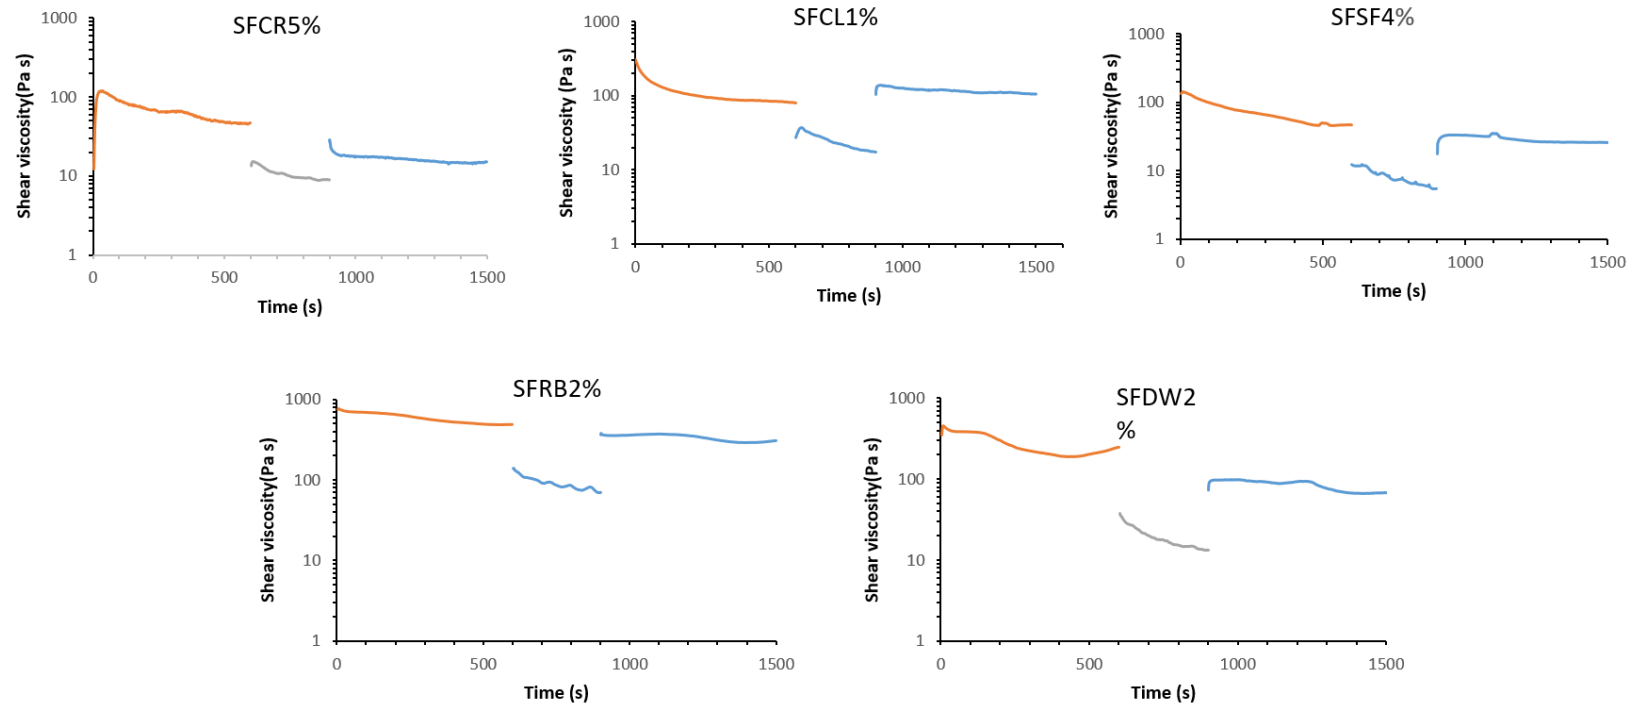 SFCR5%
Shear viscosity(Pa s)
1000
100
10
1
0
500
1000
1500
Time (s)
SFCL1%
Shear viscosity (Pa s)
1000
100
10
1
0
500
1000
1500
Time (s)
SFSF4%
Shear viscosity(Pa s)
1000
100
10
1
0
500
1000
1500
Time (s)
SFRB2%
Shear viscosity(Pa s)
1000
100
10
1
0
500
1000
1500
Time (s)
SFDW2
%
Shear viscosity(Pa s)
1000
100
10
1
0
500
1000
1500
Time (s)